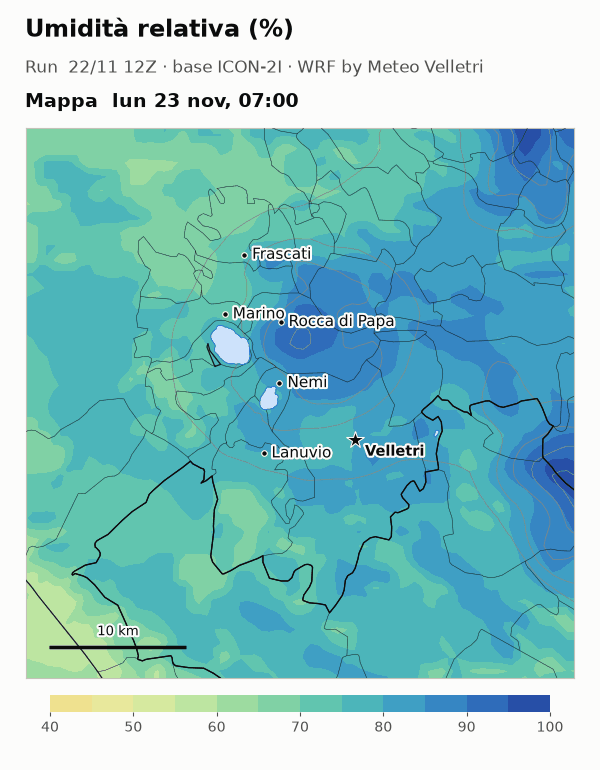 Umidità relativa (%)
Run  22/11 12Z · base ICON-2I · WRF by Meteo Velletri
Mappa  lun 23 nov, 07:00
Frascati
Marino
Rocca di Papa
Nemi
Velletri
Lanuvio
10 km
40 50 60 70 80 90 100